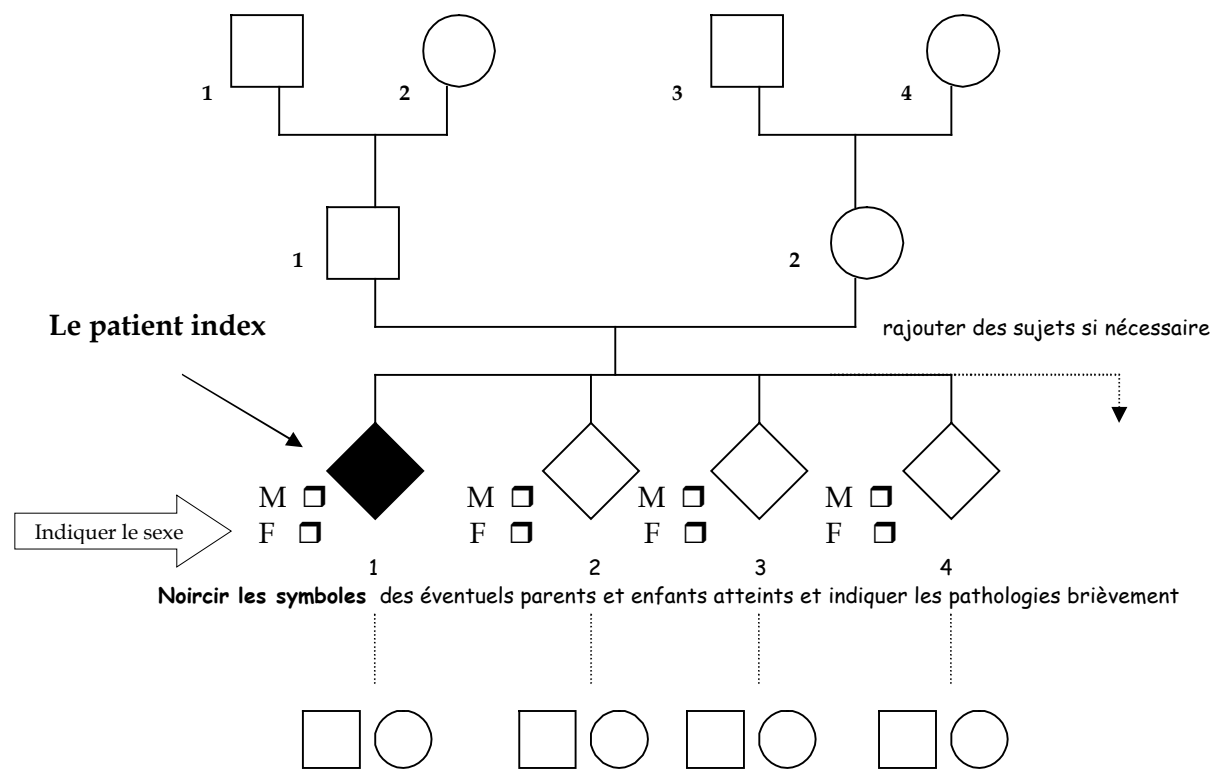 1 2 3 4
1 2
Le patient index
rajouter des sujets si nécessaire
M ❒ M ❒ M ❒ M ❒
Indiquer le sexe
F ❒ F ❒ F ❒ F ❒
1 2 3 4
Noircir les symboles des éventuels parents et enfants atteints et indiquer les pathologies brièvement